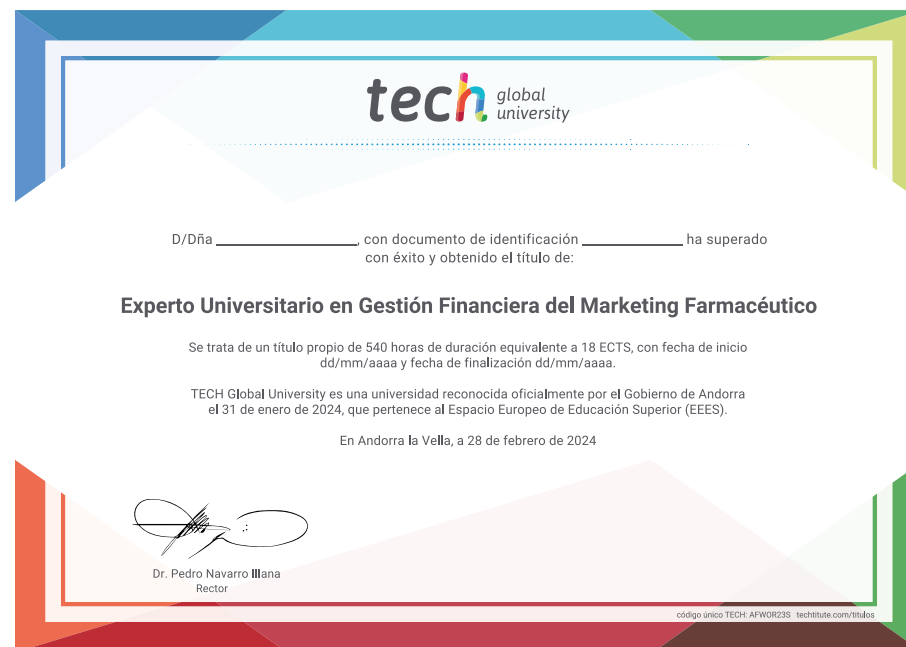 tech global university
D/Dña ____________________, con documento de identificación ______________ ha superado
con éxito y obtenido el título de:
Experto Universitario en Gestión Financiera del Marketing Farmacéutico
Se trata de un título propio de 540 horas de duración equivalente a 18 ECTS, con fecha de inicio
dd/mm/aaaa y fecha de finalización dd/mm/aaaa.
TECH Global University es una universidad reconocida oficialmente por el Gobierno de Andorra
el 31 de enero de 2024, que pertenece al Espacio Europeo de Educación Superior (EEES).
En Andorra la Vella, a 28 de febrero de 2024
Dr. Pedro Navarro Illana
Rector
código único TECH: AFWOR23S techtitute.com/titulos